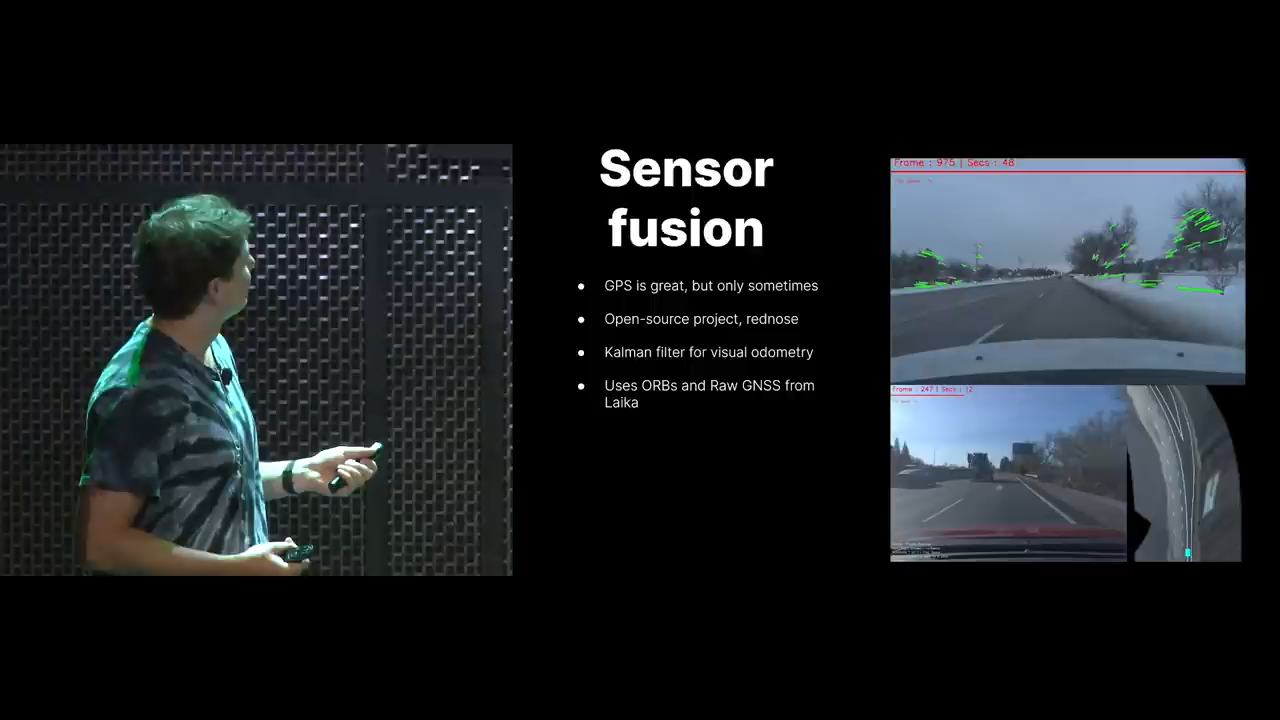 Sensor
fusion
GPS is great, but only sometimes
Open-source project, rednose
Kalman filter for visual odometry
Uses ORBs and Raw GNSS from
Laika
Frame : 975 | Secs : 48
Frame : 247 | Secs : 12